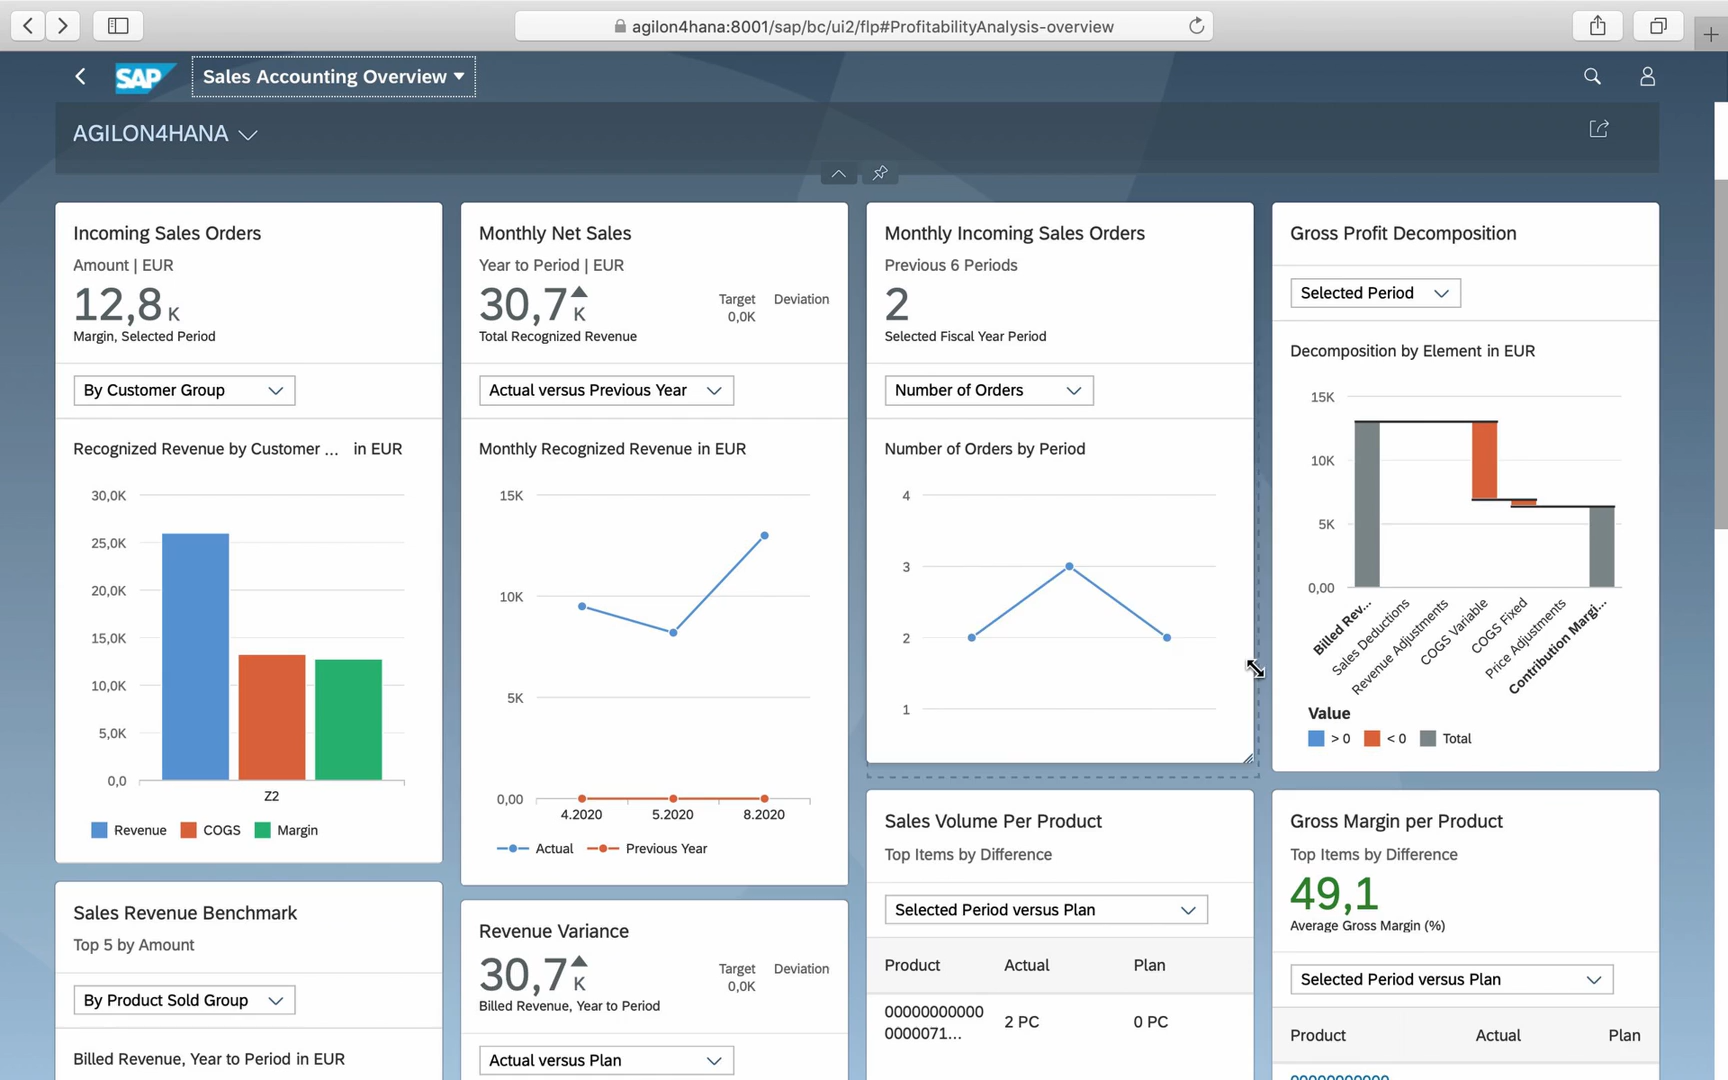 agilon4hana:8001/sap/bc/ui2/flp#ProfitabilityAnalysis-overview
SAP
Sales Accounting Overview
AGILON4HANA
Incoming Sales Orders
Amount | EUR
12,8 K
Margin, Selected Period
By Customer Group
Recognized Revenue by Customer ... in EUR
30,0K
25,0K
20,0K
15,0K
10,0K
5,0K
0,0
Z2
Revenue COGS Margin
Monthly Net Sales
Year to Period | EUR
30,7 K
Target Deviation
0,0K
Total Recognized Revenue
Actual versus Previous Year
Monthly Recognized Revenue in EUR
15K
10K
5K
0,00
4.2020 5.2020 8.2020
Actual Previous Year
Monthly Incoming Sales Orders
Previous 6 Periods
2
Selected Fiscal Year Period
Number of Orders
Number of Orders by Period
4
3
2
1
Gross Profit Decomposition
Selected Period
Decomposition by Element in EUR
15K
10K
5K
0,00
Billed Rev...
Sales Deductions
Revenue Adjustments
COGS Variable
COGS Fixed
Price Adjustments
Contribution Margi...
Value
> 0 < 0 Total
Sales Revenue Benchmark
Top 5 by Amount
By Product Sold Group
Billed Revenue, Year to Period in EUR
Revenue Variance
30,7 K
Target Deviation
0,0K
Billed Revenue, Year to Period
Actual versus Plan
Sales Volume Per Product
Top Items by Difference
Selected Period versus Plan
Product Actual Plan
00000000000
0000071... 2 PC 0 PC
Gross Margin per Product
Top Items by Difference
49,1
Average Gross Margin (%)
Selected Period versus Plan
Product Actual Plan